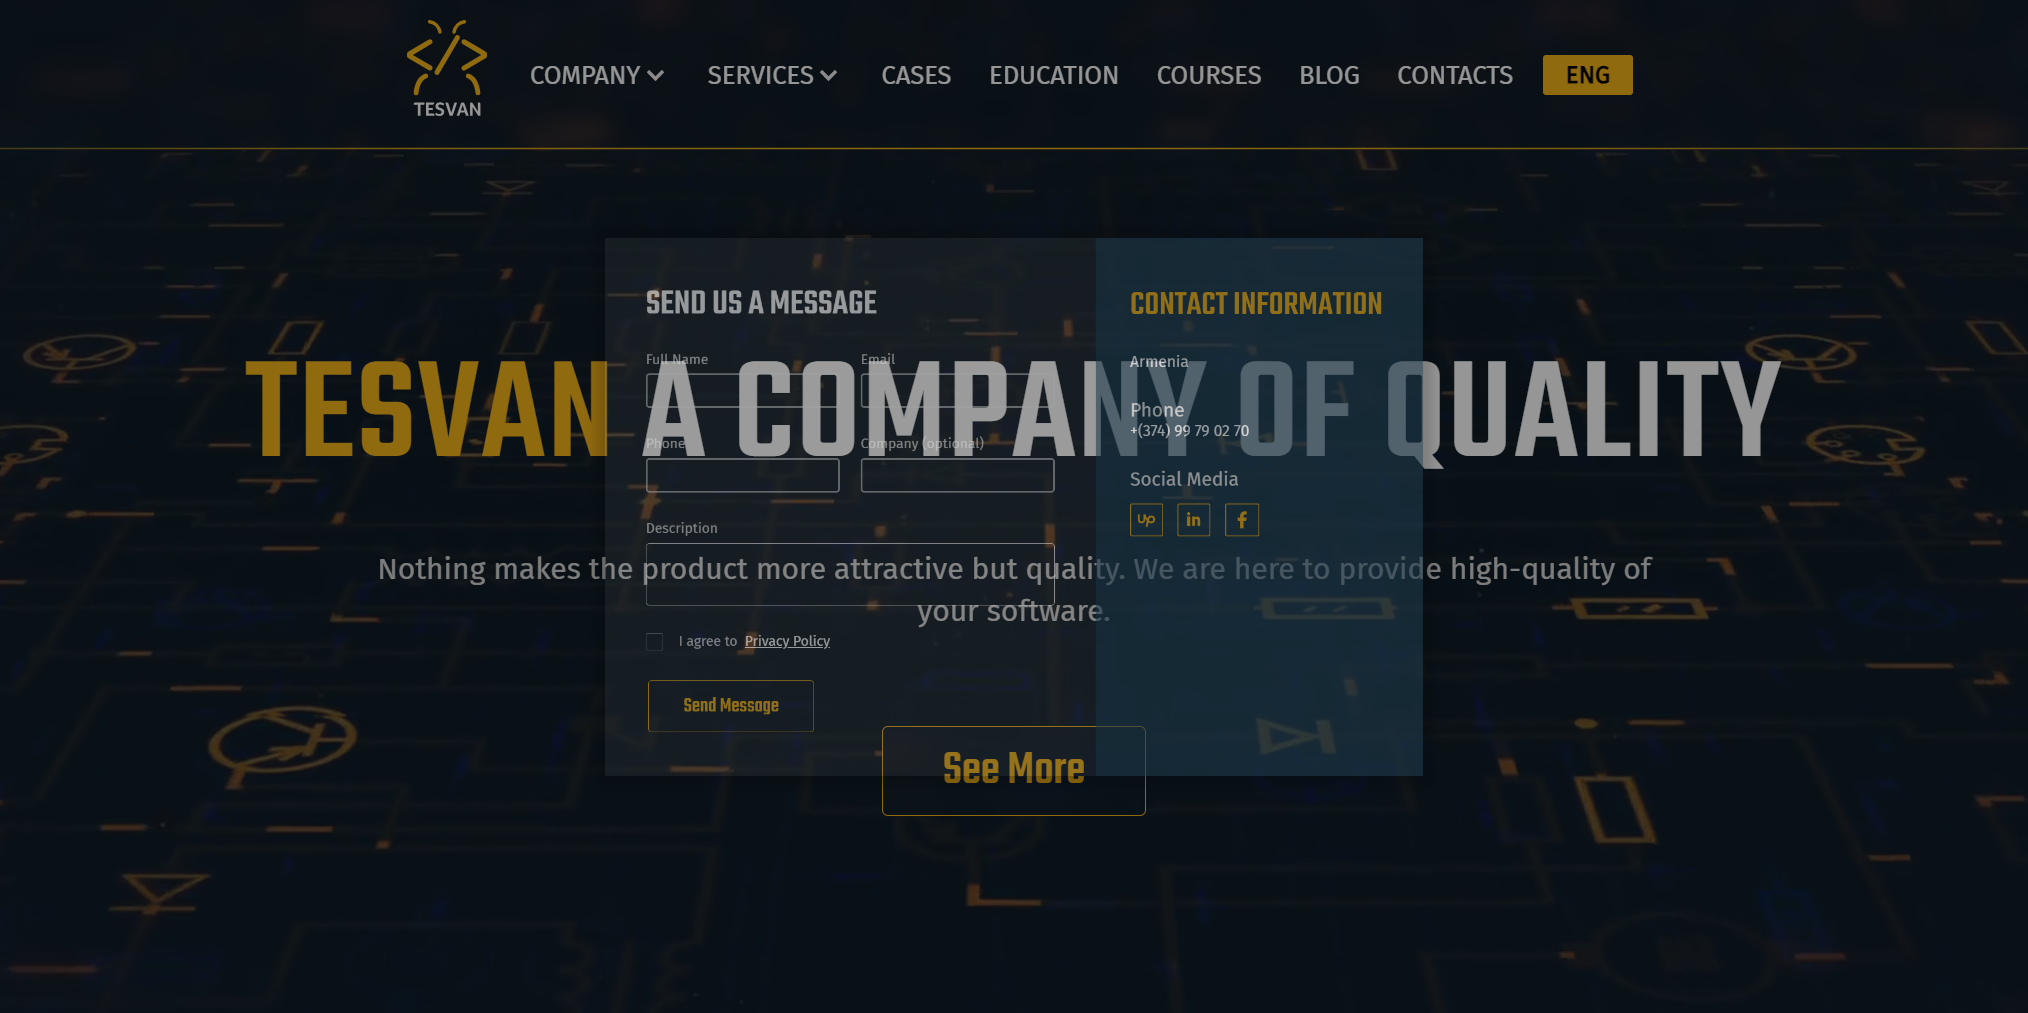 TESVAN
COMPANY
SERVICES
CASES
EDUCATION
COURSES
BLOG
CONTACTS
ENG
SEND US A MESSAGE
Full Name
Email
Phone
Company (optional)
Description
I agree to Privacy Policy
Send Message
CONTACT INFORMATION
Armenia
Phone
+(374) 99 79 02 70
Social Media
Up
in
f
TESVAN A COMPANY OF QUALITY
Nothing makes the product more attractive but quality. We are here to provide high-quality of
your software.
See More